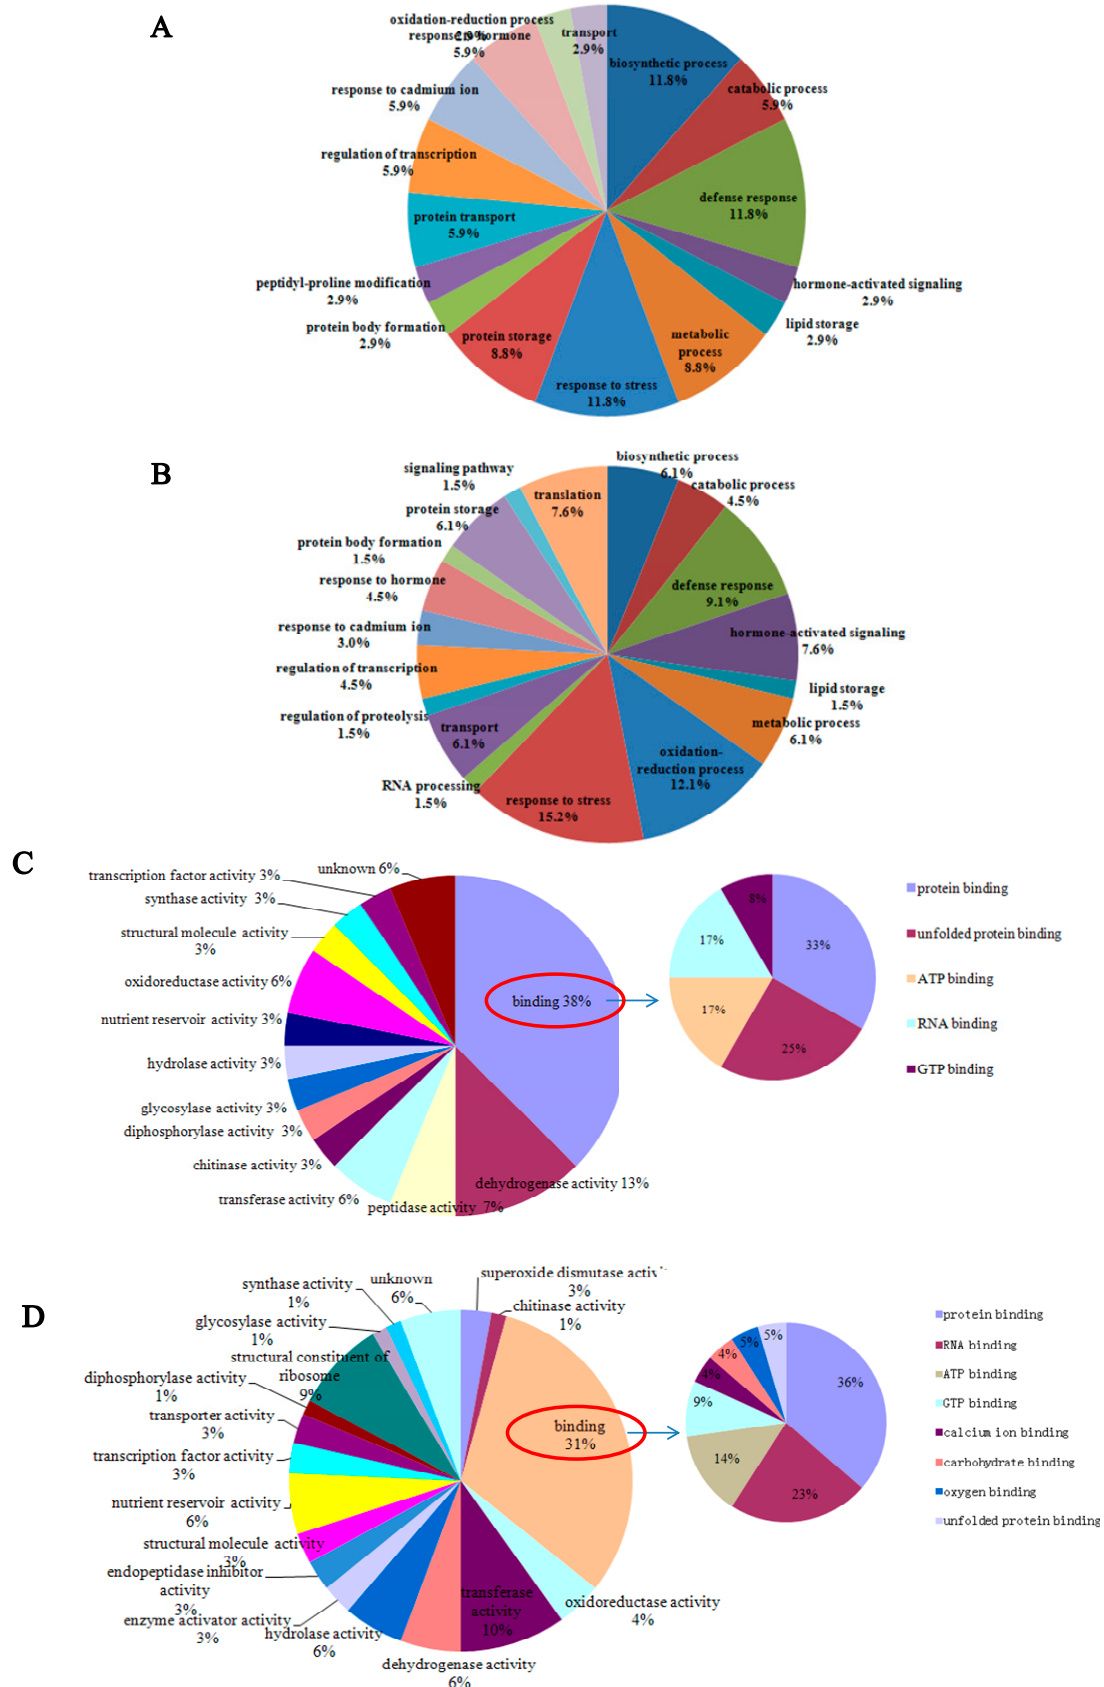 A
oxidation-reduction process
2.9%
response to hormone
5.9%
transport
2.9%
biosynthetic process
11.8%
response to cadmium ion
5.9%
catabolic process
5.9%
regulation of transcription
5.9%
defense response
11.8%
protein transport
5.9%
peptidyl-proline modification
2.9%
hormone-activated signaling
2.9%
protein body formation
2.9%
lipid storage
2.9%
protein storage
8.8%
metabolic
process
8.8%
response to stress
11.8%
B
signaling pathway
1.5%
translation
7.6%
biosynthetic process
6.1%
catabolic process
4.5%
protein storage
6.1%
protein body formation
1.5%
response to hormone
4.5%
defense response
9.1%
response to cadmium ion
3.0%
hormone-activated signaling
7.6%
regulation of transcription
4.5%
lipid storage
1.5%
regulation of proteolysis
1.5%
transport
6.1%
metabolic process
6.1%
oxidation-
reduction process
12.1%
RNA processing
1.5%
response to stress
15.2%
C
transcription factor activity 3%
unknown 6%
synthase activity 3%
structural molecule activity
3%
oxidoreductase activity 6%
nutrient reservoir activity 3%
hydrolase activity 3%
glycosylase activity 3%
diphosphorylase activity 3%
chitinase activity 3%
transferase activity 6%
peptidase activity 7%
dehydrogenase activity 13%
binding 38%
8%
33%
17%
17%
25%
protein binding
unfolded protein binding
ATP binding
RNA binding
GTP binding
D
synthase activity
1%
unknown
6%
superoxide dismutase activi
3%
chitinase activity
1%
glycosylase activity
1%
structural constituent of
ribosome
9%
diphosphorylase activity
1%
transporter activity
3%
transcription factor activity
3%
nutrient reservoir activity
6%
structural molecule activity
3%
endopeptidase inhibitor
activity
3%
enzyme activator activity
3%
hydrolase activity
6%
dehydrogenase activity
6%
transferase
activity
10%
oxidoreductase activity
4%
binding
31%
5%
5%
4%
4%
9%
14%
23%
36%
protein binding
RNA binding
ATP binding
GTP binding
calcium ion binding
carbohydrate binding
oxygen binding
unfolded protein binding